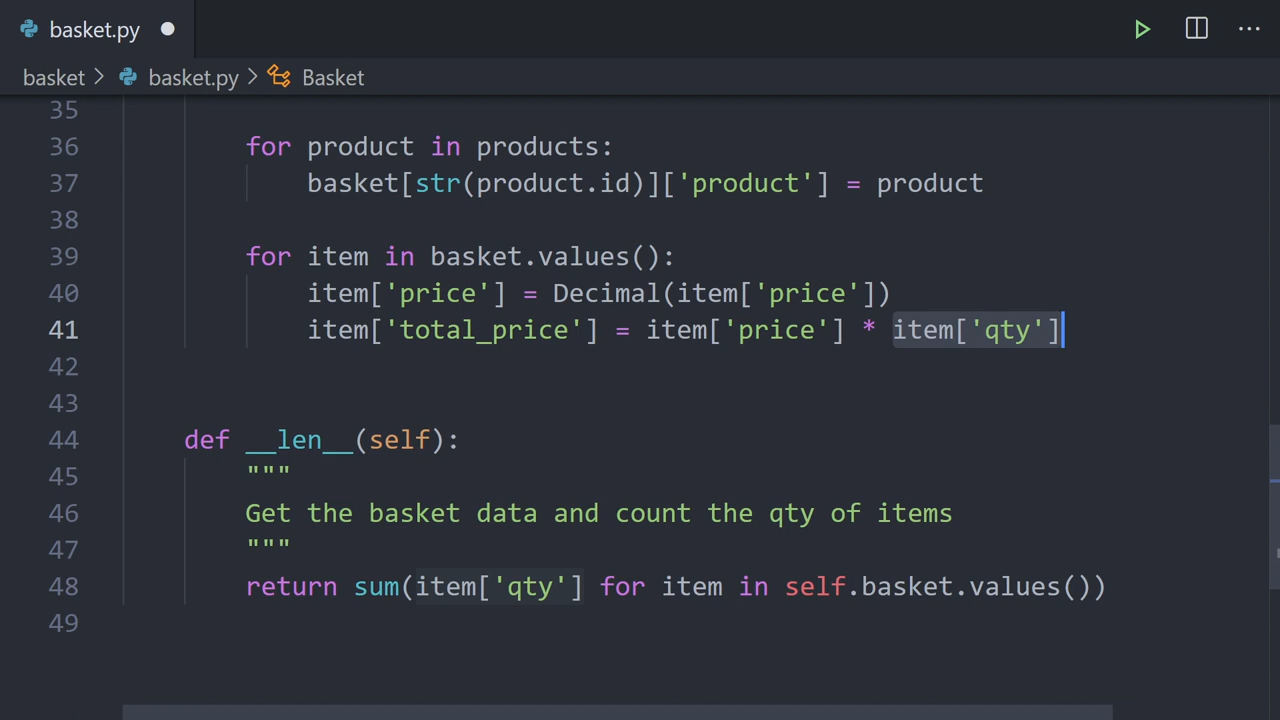 basket.py
basket > basket.py > Basket
35
36 for product in products:
37 basket[str(product.id)]['product'] = product
38
39 for item in basket.values():
40 item['price'] = Decimal(item['price'])
41 item['total_price'] = item['price'] * item['qty']
42
43
44 def __len__(self):
45 """
46 Get the basket data and count the qty of items
47 """
48 return sum(item['qty'] for item in self.basket.values())
49